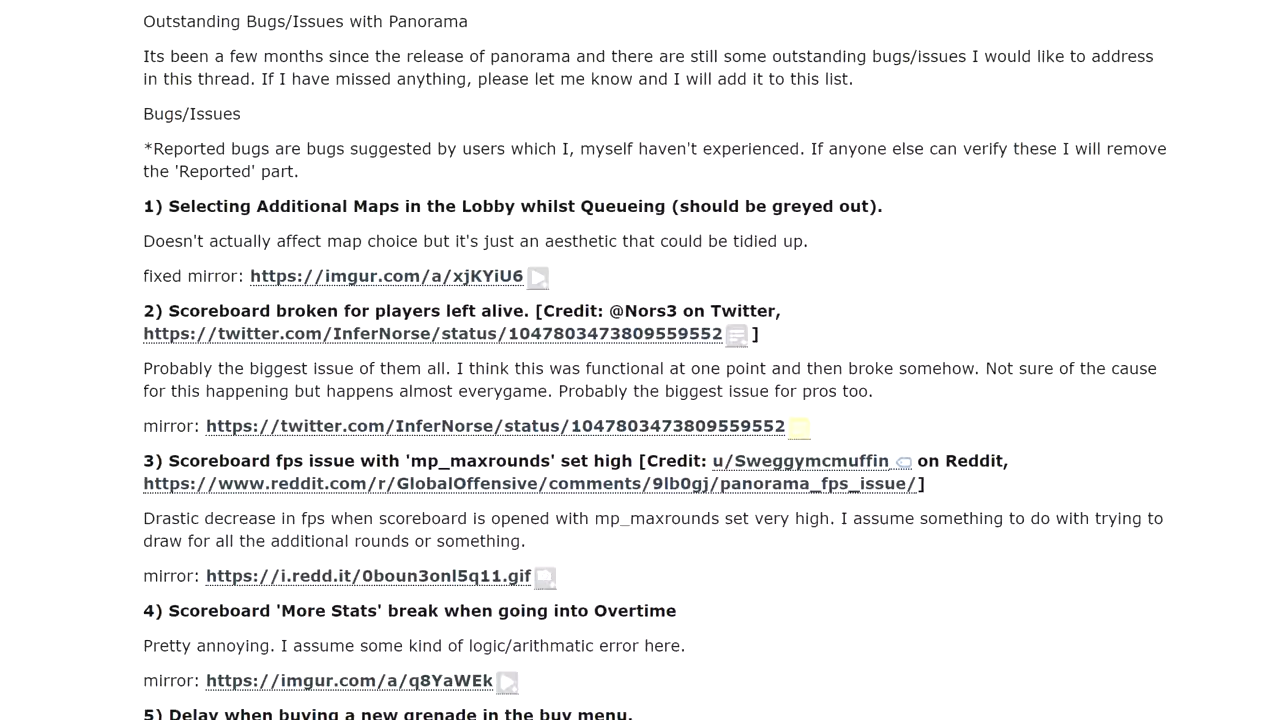 Outstanding Bugs/Issues with Panorama
Its been a few months since the release of panorama and there are still some outstanding bugs/issues I would like to address
in this thread. If I have missed anything, please let me know and I will add it to this list.
Bugs/Issues
*Reported bugs are bugs suggested by users which I, myself haven't experienced. If anyone else can verify these I will remove
the 'Reported' part.
1) Selecting Additional Maps in the Lobby whilst Queueing (should be greyed out).
Doesn't actually affect map choice but it's just an aesthetic that could be tidied up.
fixed mirror: https://imgur.com/a/xjKYiU6
2) Scoreboard broken for players left alive. [Credit: @Nors3 on Twitter,
https://twitter.com/InferNorse/status/1047803473809559552 ]
Probably the biggest issue of them all. I think this was functional at one point and then broke somehow. Not sure of the cause
for this happening but happens almost everygame. Probably the biggest issue for pros too.
mirror: https://twitter.com/InferNorse/status/1047803473809559552
3) Scoreboard fps issue with 'mp_maxrounds' set high [Credit: u/Sweggymcmuffin on Reddit,
https://www.reddit.com/r/GlobalOffensive/comments/9lb0gj/panorama_fps_issue/]
Drastic decrease in fps when scoreboard is opened with mp_maxrounds set very high. I assume something to do with trying to
draw for all the additional rounds or something.
mirror: https://i.redd.it/0boun3onl5q11.gif
4) Scoreboard 'More Stats' break when going into Overtime
Pretty annoying. I assume some kind of logic/arithmatic error here.
mirror: https://imgur.com/a/q8YaWEk
5) Delay when buying a new grenade in the buy menu.